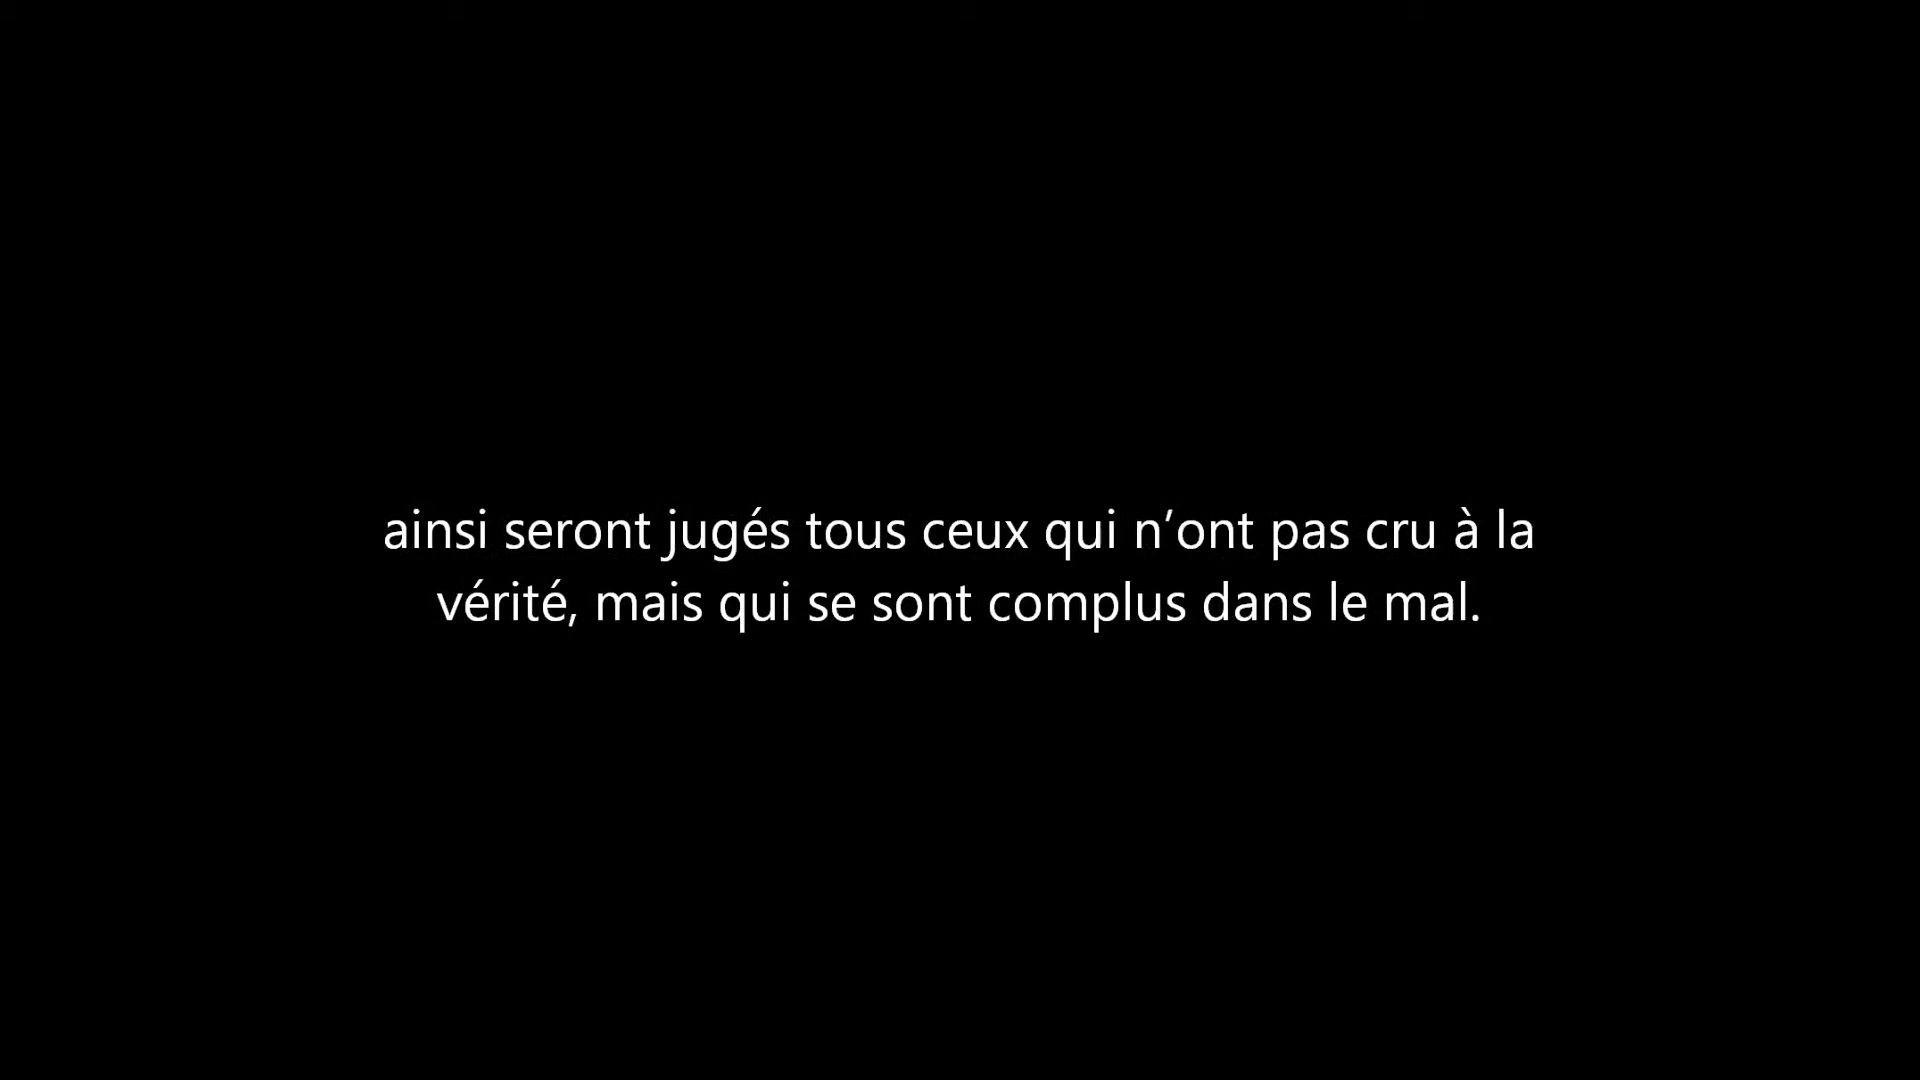 ainsi seront jugés tous ceux qui n’ont pas cru à la
vérité, mais qui se sont complus dans le mal.